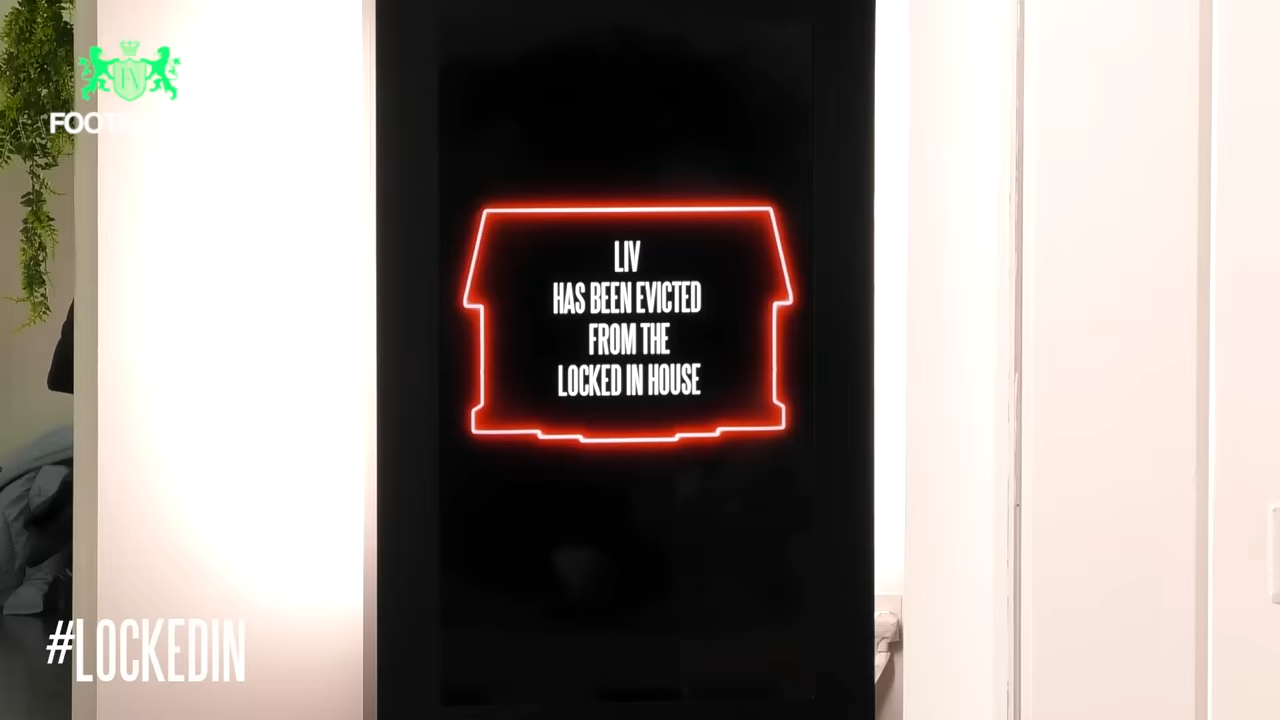 LIV
HAS BEEN EVICTED
FROM THE
LOCKED IN HOUSE
#LOCKEDIN